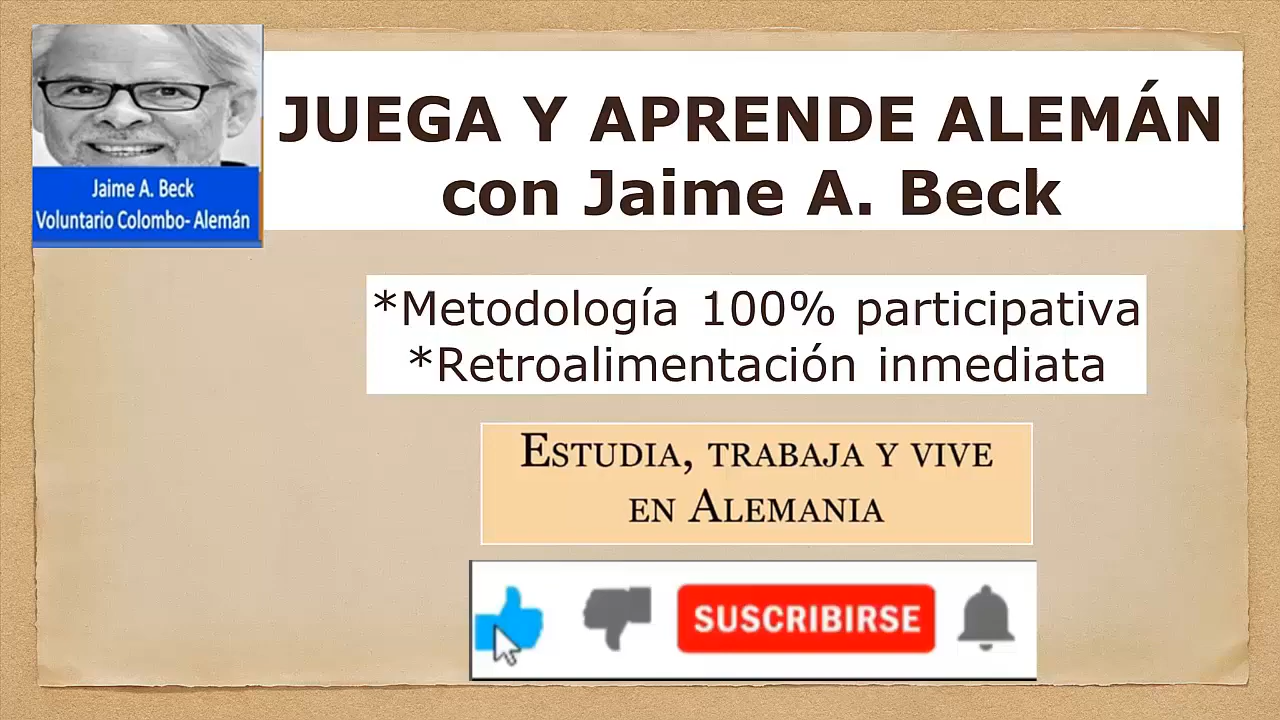 Jaime A. Beck
Voluntario Colombo- Alemán
JUEGA Y APRENDE ALEMÁN
con Jaime A. Beck
*Metodología 100% participativa
*Retroalimentación inmediata
ESTUDIA, TRABAJA Y VIVE
EN ALEMANIA
SUSCRIBIRSE